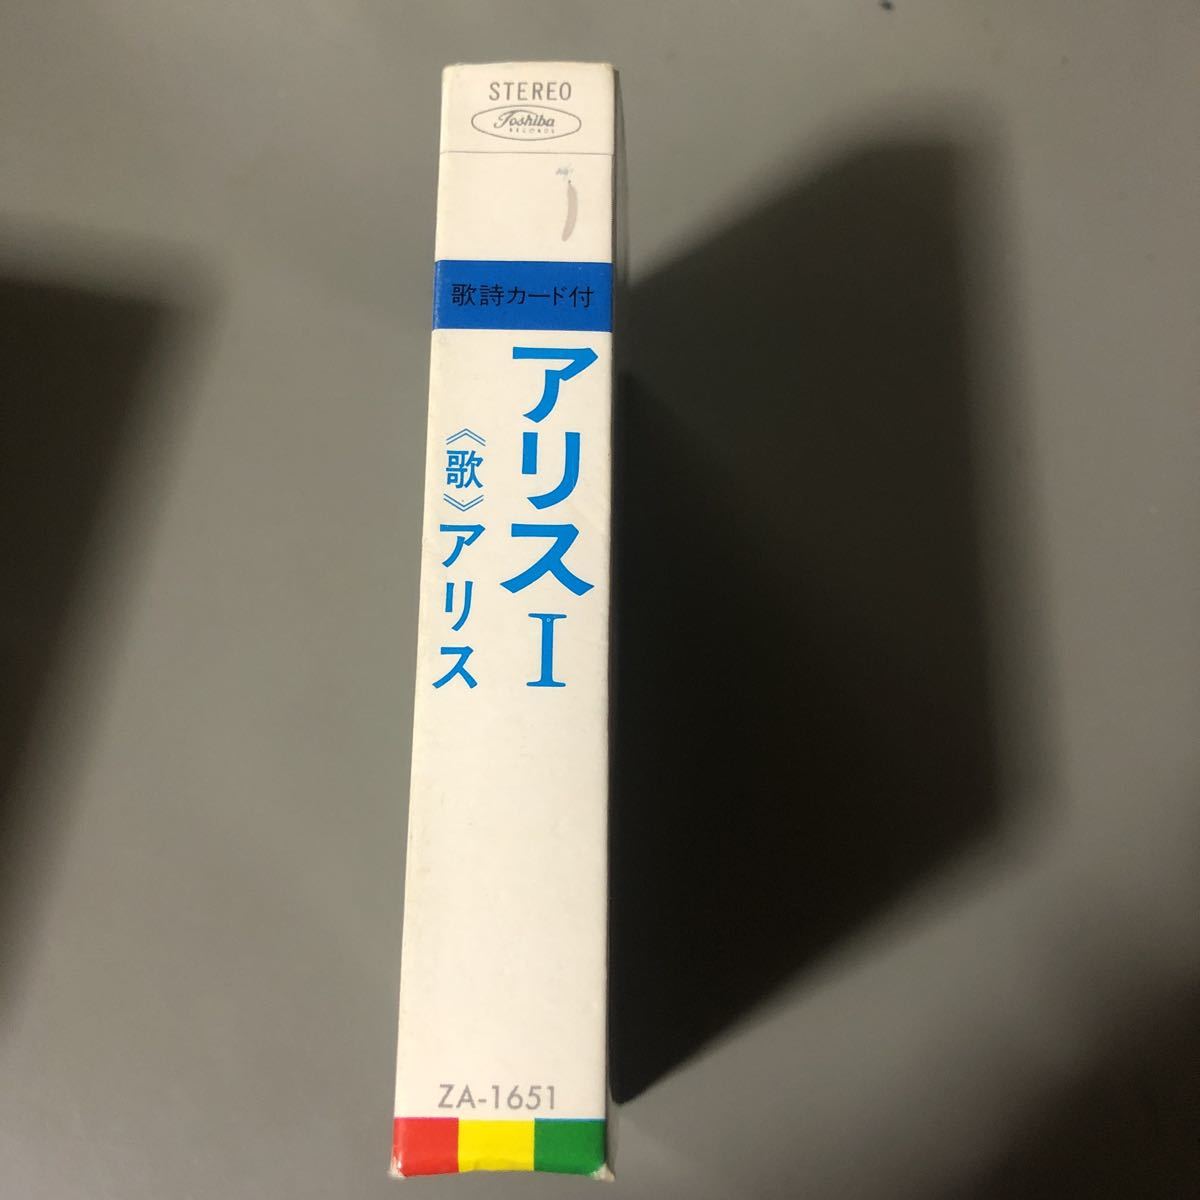 STEREO
Toshiba
RECORDS
歌詩カード付
アリスⅠ
《歌》アリス
ZA-1651